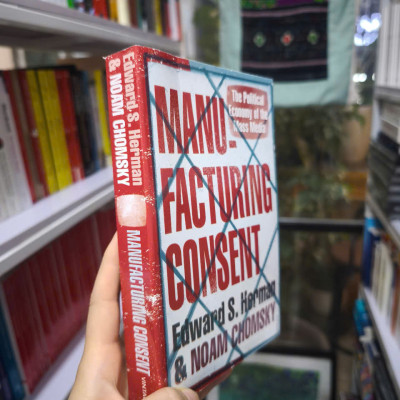 Edward S. Herman
& NOAM CHOMSKY
MANUFACTURING CONSENT
The Political
Economy of the
Mass Media
MANU-
FACTURING
CONSENT
Edward S. Herman
& NOAM CHOMSKY